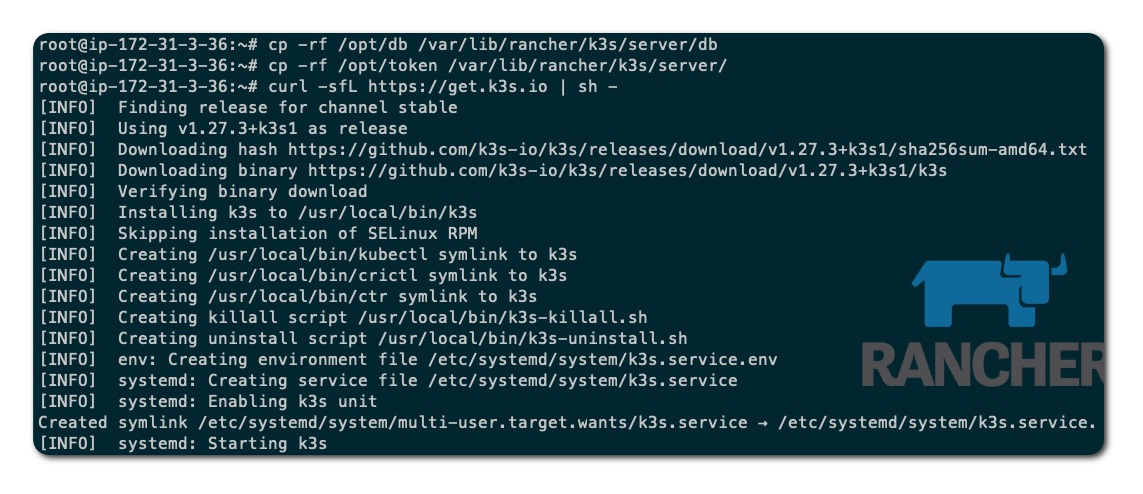 root@ip-172-31-3-36:~# cp -rf /opt/db /var/lib/rancher/k3s/server/db
root@ip-172-31-3-36:~# cp -rf /opt/token /var/lib/rancher/k3s/server/
root@ip-172-31-3-36:~# curl -sfL https://get.k3s.io | sh -
[INFO]  Finding release for channel stable
[INFO]  Using v1.27.3+k3s1 as release
[INFO]  Downloading hash https://github.com/k3s-io/k3s/releases/download/v1.27.3+k3s1/sha256sum-amd64.txt
[INFO]  Downloading binary https://github.com/k3s-io/k3s/releases/download/v1.27.3+k3s1/k3s
[INFO]  Verifying binary download
[INFO]  Installing k3s to /usr/local/bin/k3s
[INFO]  Skipping installation of SELinux RPM
[INFO]  Creating /usr/local/bin/kubectl symlink to k3s
[INFO]  Creating /usr/local/bin/crictl symlink to k3s
[INFO]  Creating /usr/local/bin/ctr symlink to k3s
[INFO]  Creating killall script /usr/local/bin/k3s-killall.sh
[INFO]  Creating uninstall script /usr/local/bin/k3s-uninstall.sh
[INFO]  env: Creating environment file /etc/systemd/system/k3s.service.env
[INFO]  systemd: Creating service file /etc/systemd/system/k3s.service
[INFO]  systemd: Enabling k3s unit
Created symlink /etc/systemd/system/multi-user.target.wants/k3s.service → /etc/systemd/system/k3s.service.
[INFO]  systemd: Starting k3s
RANCHER